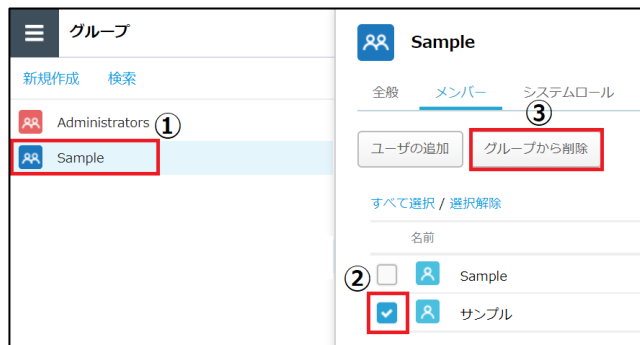 グループ
新規作成 検索
Administrators ①
Sample
Sample
全般 メンバー システムロール
③
ユーザの追加 グループから削除
すべて選択 / 選択解除
名前
② Sample
サンプル